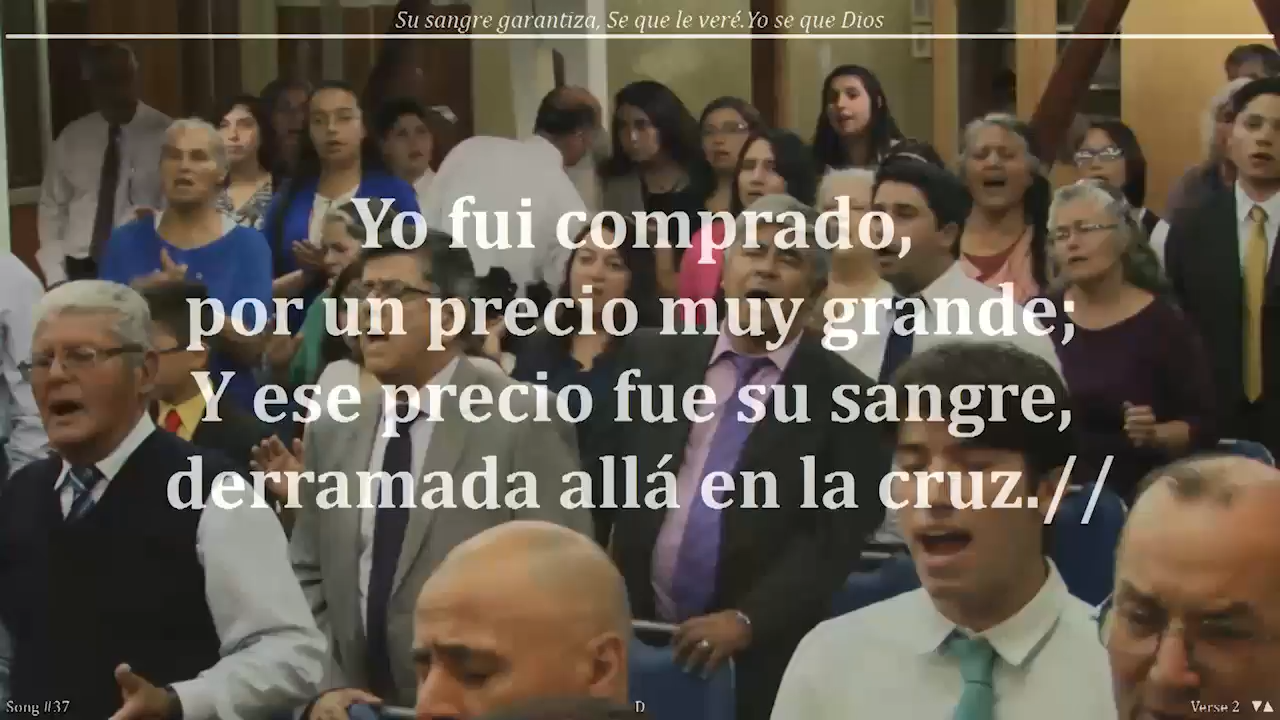 Su sangre garantiza, Se que le veré.Yo se que Dios
Yo fui comprado,
por un precio muy grande;
Y ese precio fue su sangre,
derramada allá en la cruz.//
Song #37
D
Verse 2 ▼▲